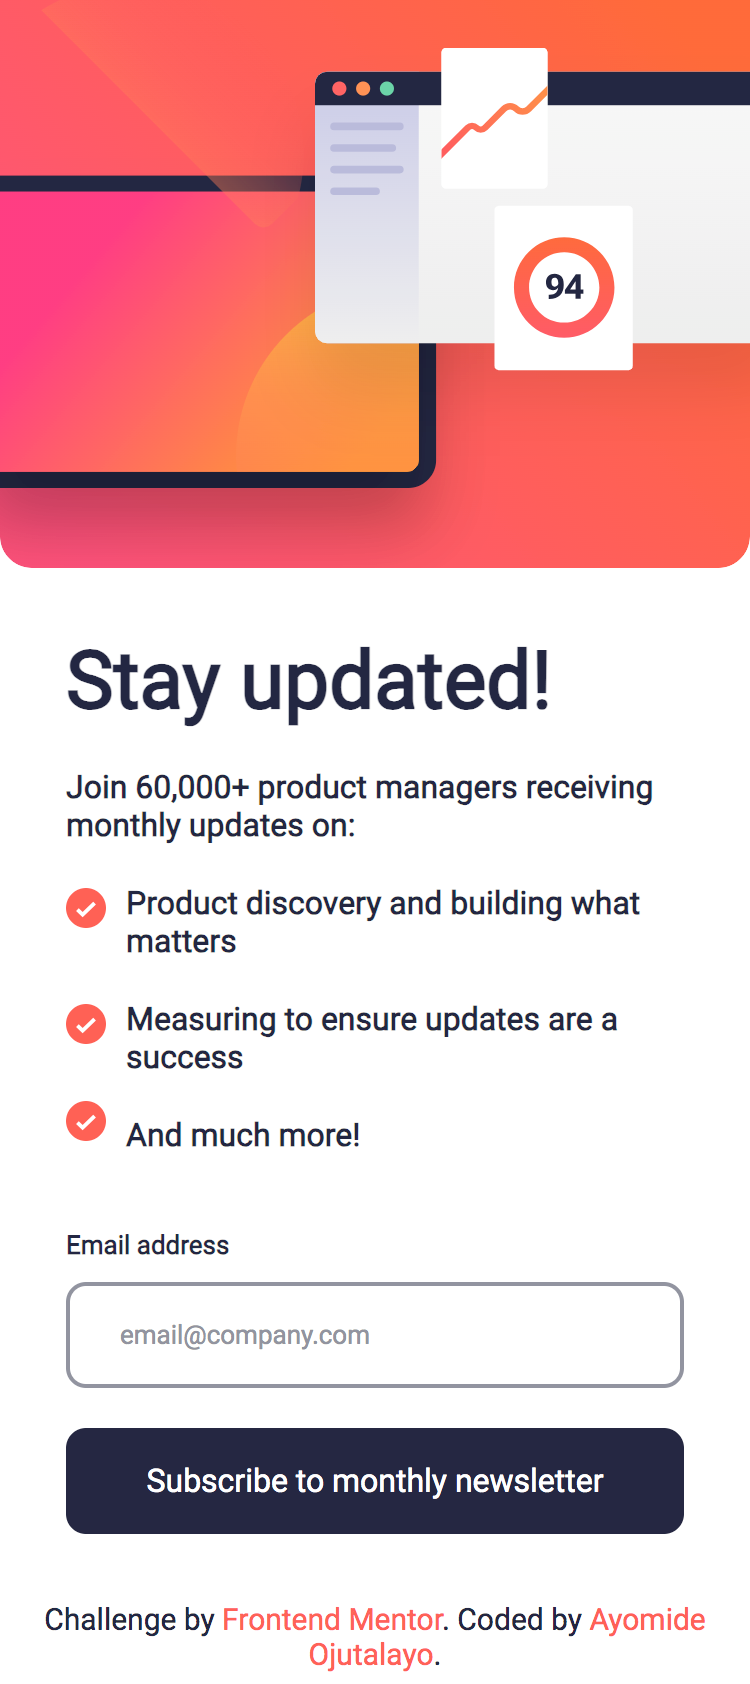 94
Stay updated!
Join 60,000+ product managers receiving
monthly updates on:
Product discovery and building what
matters
Measuring to ensure updates are a
success
And much more!
Email address
email@company.com
Subscribe to monthly newsletter
Challenge by Frontend Mentor. Coded by Ayomide
Ojutalayo.